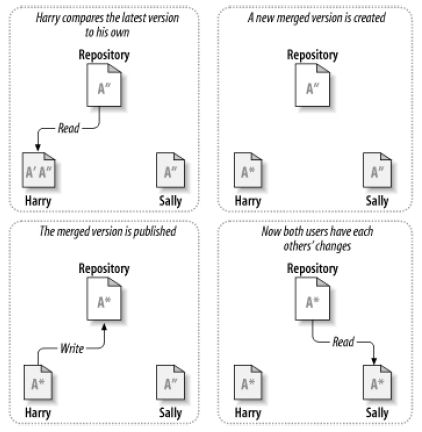 Harry compares the latest version
to his own
Repository
A"
Read
A' A"
A"
Harry
Sally
A new merged version is created
Repository
A"
A*
A"
Harry
Sally
The merged version is published
Repository
A*
Write
A*
A"
Harry
Sally
Now both users have each
others' changes
Repository
A*
Read
A*
A*
Harry
Sally